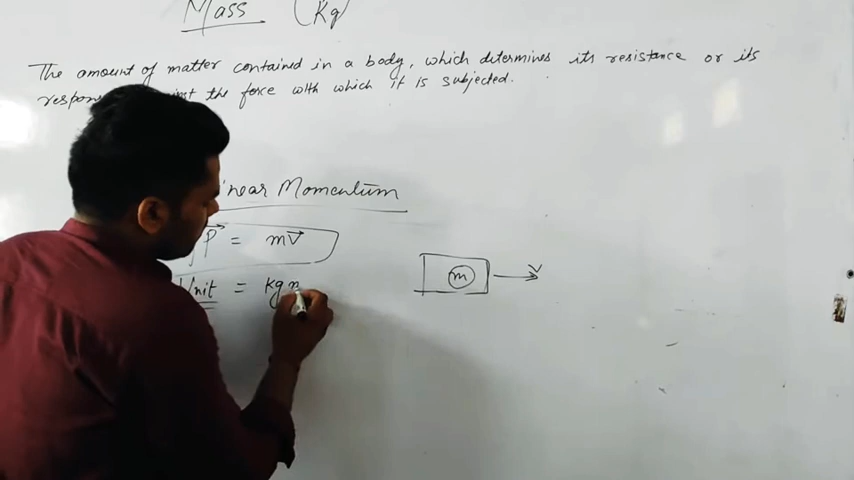 Mass (Kg)
The amount of matter contained in a body, which determines its resistance or its
the force with which it is subjected.
Momentum
P = mv
Unit = kg
m v